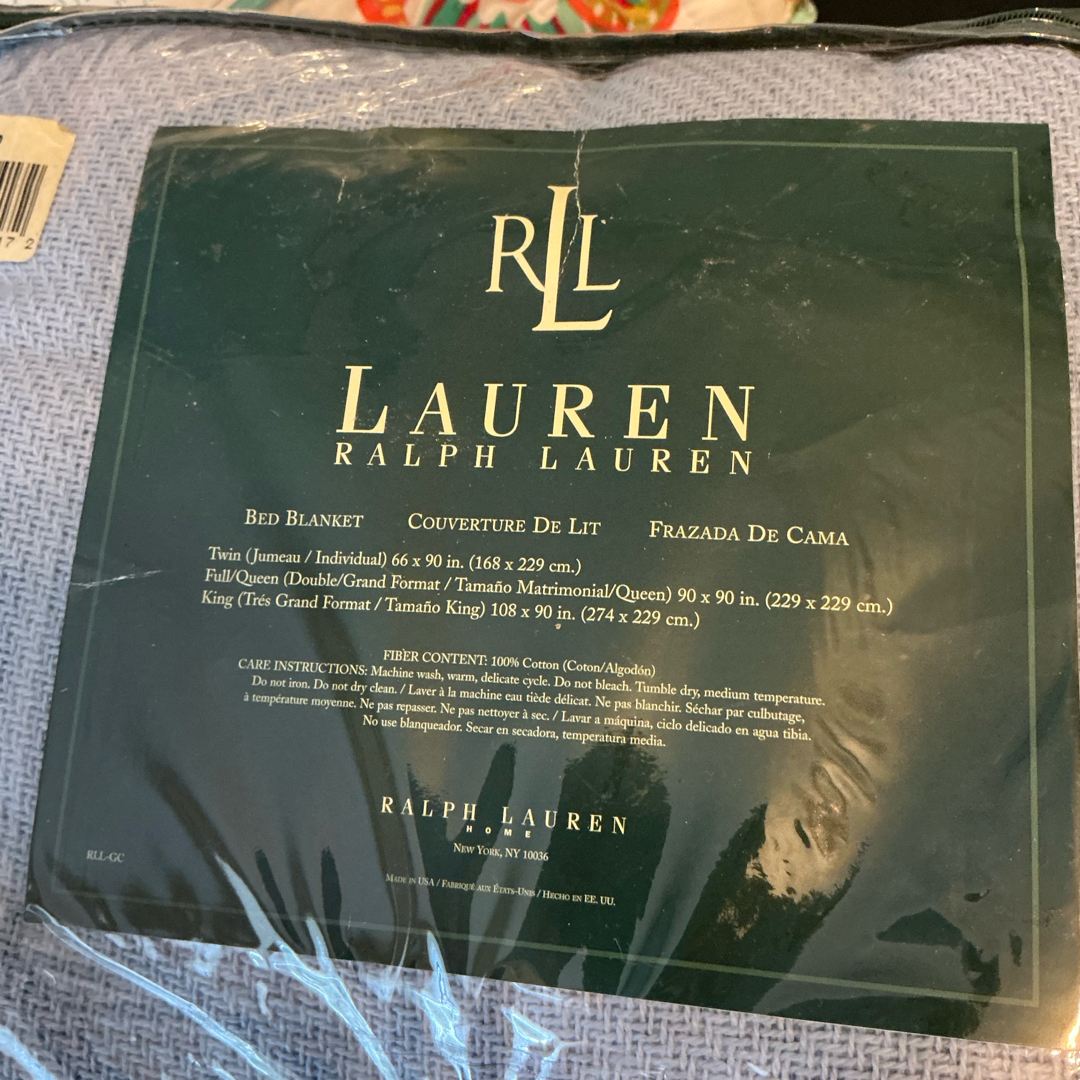 7 2
RLL
LAUREN
RALPH LAUREN
BED BLANKET COUVERTURE DE LIT FRAZADA DE CAMA
Twin (Jumeau / Individual) 66 x 90 in. (168 x 229 cm.)
Full/Queen (Double/Grand Format / Tamaño Matrimonial/Queen) 90 x 90 in. (229 x 229 cm.)
King (Trés Grand Format / Tamaño King) 108 x 90 in. (274 x 229 cm.)
FIBER CONTENT: 100% Cotton (Coton/Algodón)
CARE INSTRUCTIONS: Machine wash, warm, delicate cycle. Do not bleach. Tumble dry, medium temperature.
Do not iron. Do not dry clean. / Laver à la machine eau tiède délicat. Ne pas blanchir. Séchar par culbutage,
à température moyenne. Ne pas repasser. Ne pas nettoyer à sec. / Lavar a máquina, ciclo delicado en agua tibia.
No use blanqueador. Secar en secadora, temperatura media.
RALPH LAUREN
HOME
NEW YORK, NY 10036
RLL-GC
MADE IN USA / FABRIQUÉ AUX ÉTATS-UNIS / HECHO EN EE. UU.